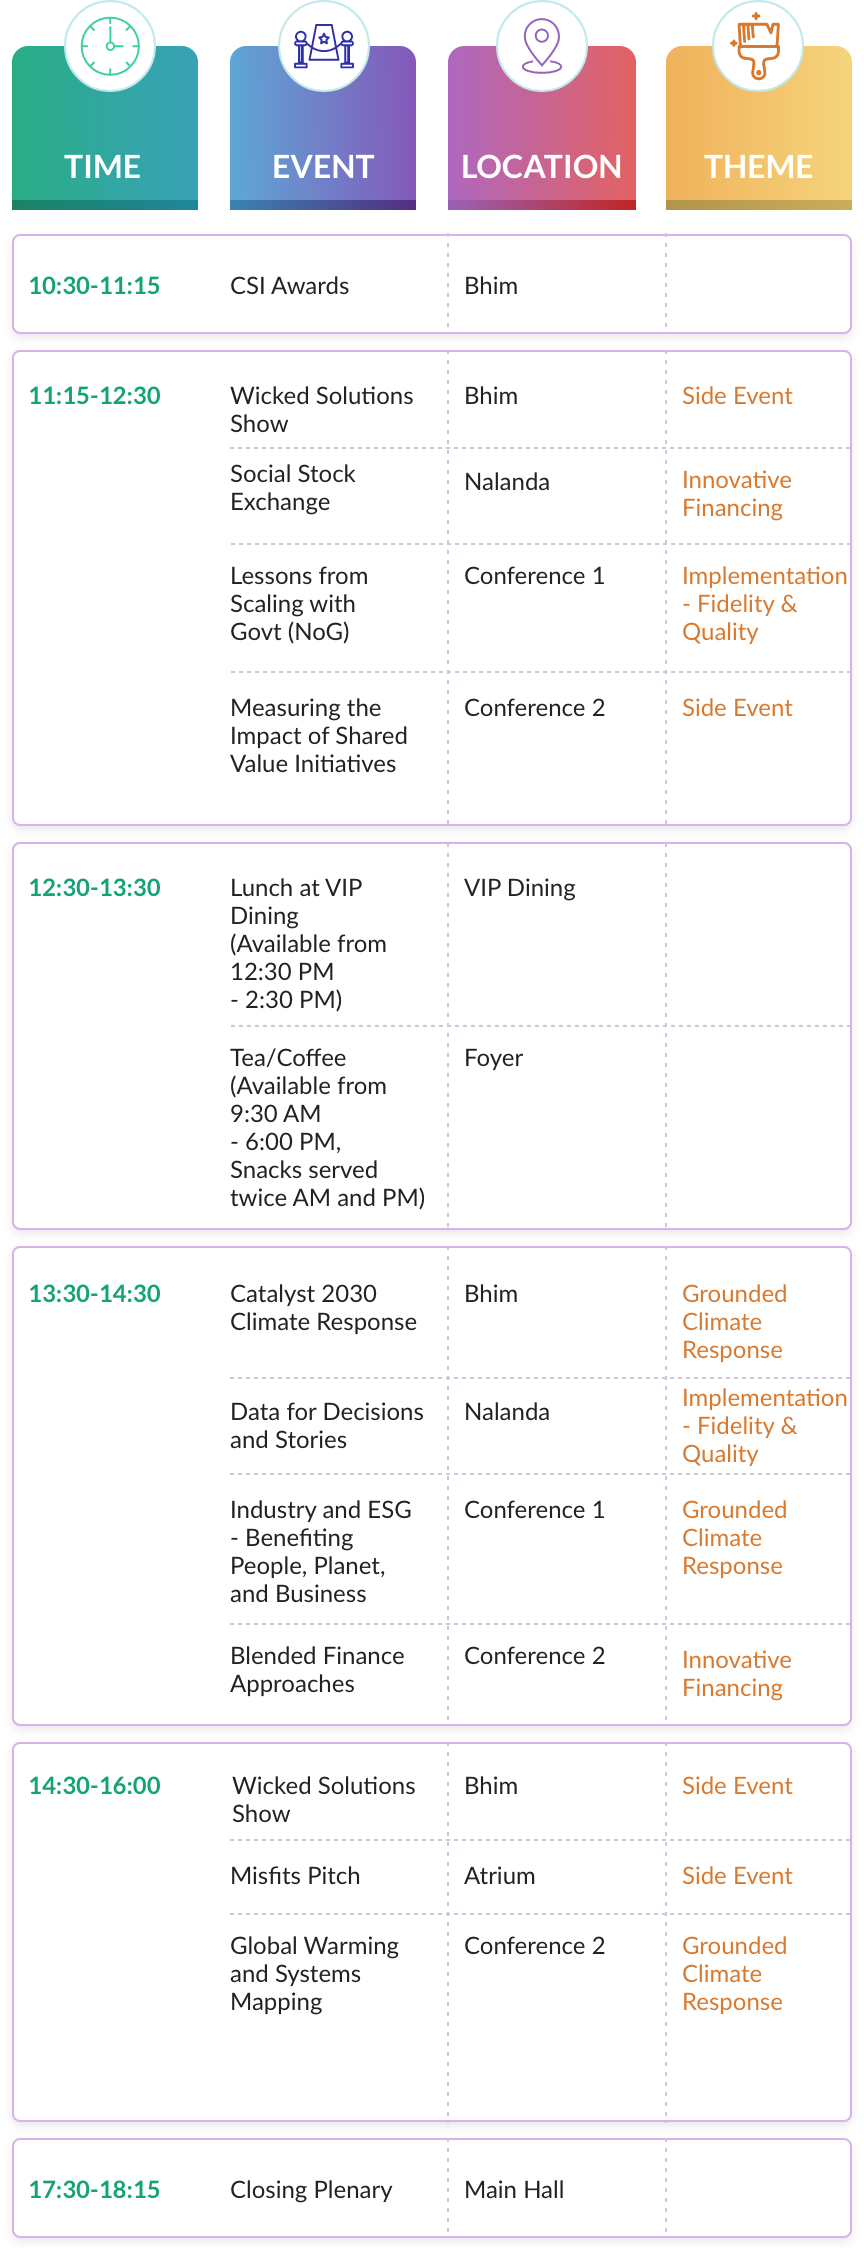 TIME
EVENT
LOCATION
THEME
10:30-11:15
CSI Awards
Bhim
11:15-12:30
Wicked Solutions
Show
Bhim
Side Event
Social Stock
Exchange
Nalanda
Innovative
Financing
Lessons from
Scaling with
Govt (NoG)
Conference 1
Implementation
- Fidelity &
Quality
Measuring the
Impact of Shared
Value Initiatives
Conference 2
Side Event
12:30-13:30
Lunch at VIP
Dining
(Available from
12:30 PM
- 2:30 PM)
VIP Dining
Tea/Coffee
(Available from
9:30 AM
- 6:00 PM,
Snacks served
twice AM and PM)
Foyer
13:30-14:30
Catalyst 2030
Climate Response
Bhim
Grounded
Climate
Response
Data for Decisions
and Stories
Nalanda
Implementation
- Fidelity &
Quality
Industry and ESG
- Benefiting
People, Planet,
and Business
Conference 1
Grounded
Climate
Response
Blended Finance
Approaches
Conference 2
Innovative
Financing
14:30-16:00
Wicked Solutions
Show
Bhim
Side Event
Misfits Pitch
Atrium
Side Event
Global Warming
and Systems
Mapping
Conference 2
Grounded
Climate
Response
17:30-18:15
Closing Plenary
Main Hall